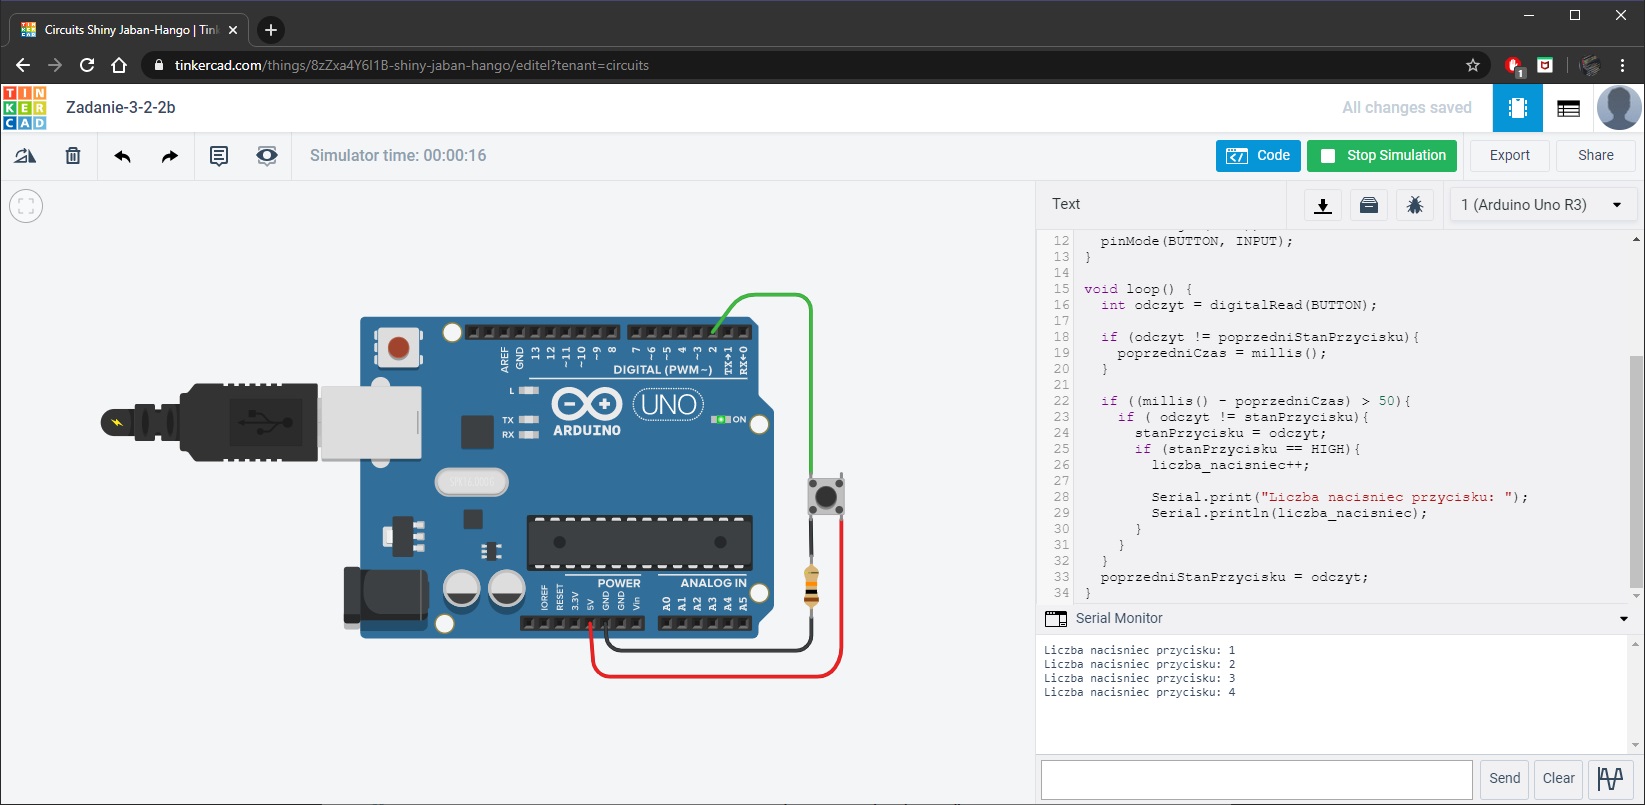 Circuits Shiny Jaban-Hango | Tin
tinkercad.com/things/8zZxa4Y6I1B-shiny-jaban-hango/editel?tenant=circuits
1
TIN
KER
CAD
Zadanie-3-2-2b
All changes saved
Simulator time: 00:00:16
Code
Stop Simulation
Export
Share
Text
1 (Arduino Uno R3)
12 pinMode(BUTTON, INPUT);
13 }
14
15 void loop() {
16 int odczyt = digitalRead(BUTTON);
17
18 if (odczyt != poprzedniStanPrzycisku){
19 poprzedniCzas = millis();
20 }
21
22 if ((millis() - poprzedniCzas) > 50){
23 if ( odczyt != stanPrzycisku){
24 stanPrzycisku = odczyt;
25 if (stanPrzycisku == HIGH){
26 liczba_nacisniec++;
27
28 Serial.print("Liczba nacisniec przycisku: ");
29 Serial.println(liczba_nacisniec);
30 }
31 }
32 }
33 poprzedniStanPrzycisku = odczyt;
34 }
AREF
GND
13
12
~11
~10
~9
8
7
~6
~5
4
~3
2
TX→1
RX←0
DIGITAL (PWM~)
L
TX
RX
ARDUINO
UNO
ON
POWER
ANALOG IN
IOREF
RESET
3.3V
5V
GND
GND
Vin
A0
A1
A2
A3
A4
A5
Serial Monitor
Liczba nacisniec przycisku: 1
Liczba nacisniec przycisku: 2
Liczba nacisniec przycisku: 3
Liczba nacisniec przycisku: 4
Send
Clear